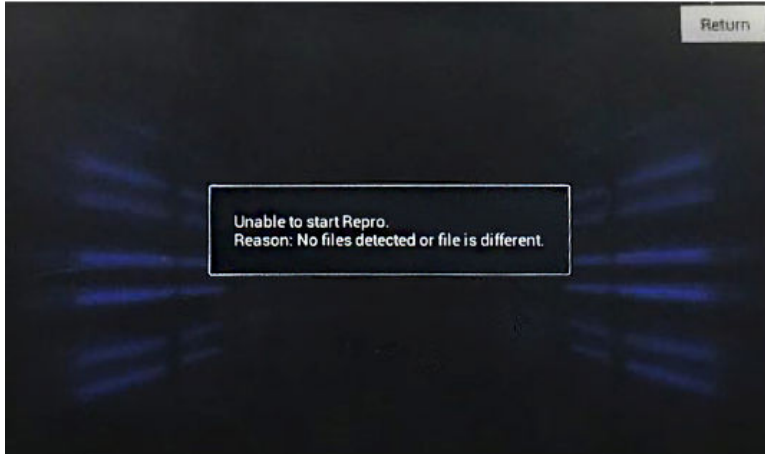 Return
Unable to start Repro.
Reason: No files detected or file is different.